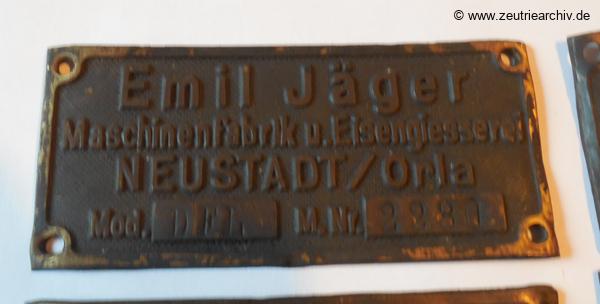 © www.zeutriearchiv.de
Emil Jäger
Maschinenfabrik u. Eisengiesserei
NEUSTADT/Orla
Mod. M. Nr.